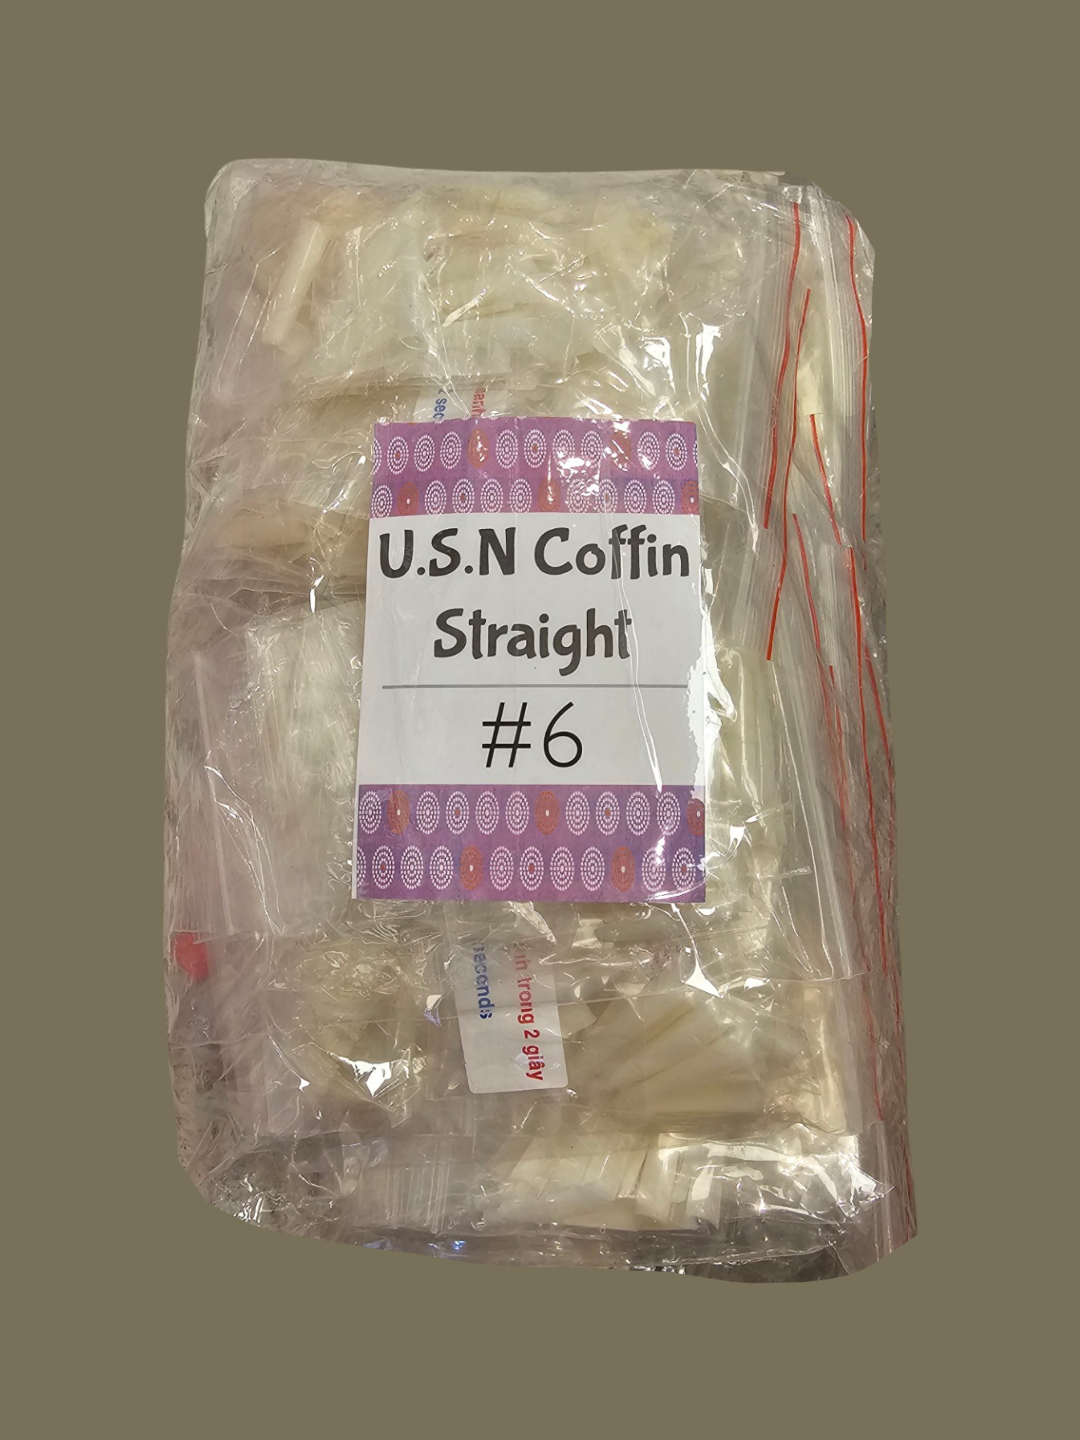 U.S.N Coffin
Straight
#6
seconds
trong 2 giây